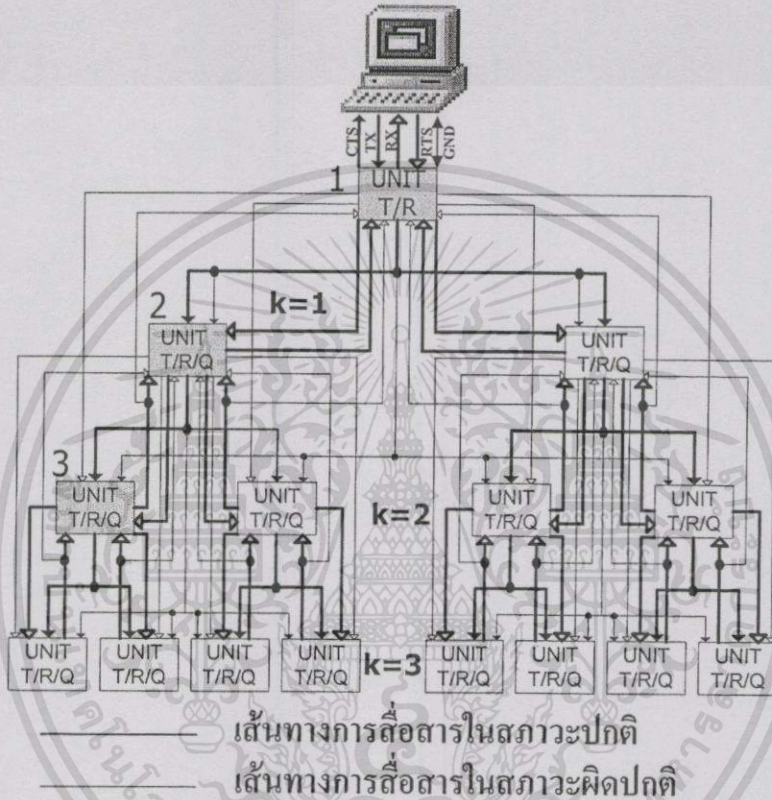 CTS TX RX RTS GND
1 UNIT T/R
2 k=1
UNIT T/R/Q UNIT T/R/Q
3
UNIT T/R/Q UNIT T/R/Q k=2 UNIT T/R/Q UNIT T/R/Q
UNIT T/R/Q UNIT T/R/Q UNIT T/R/Q UNIT T/R/Q k=3 UNIT T/R/Q UNIT T/R/Q UNIT T/R/Q UNIT T/R/Q
เส้นทางการสื่อสารในสภาวะปกติ
เส้นทางการสื่อสารในสภาวะผิดปกติ